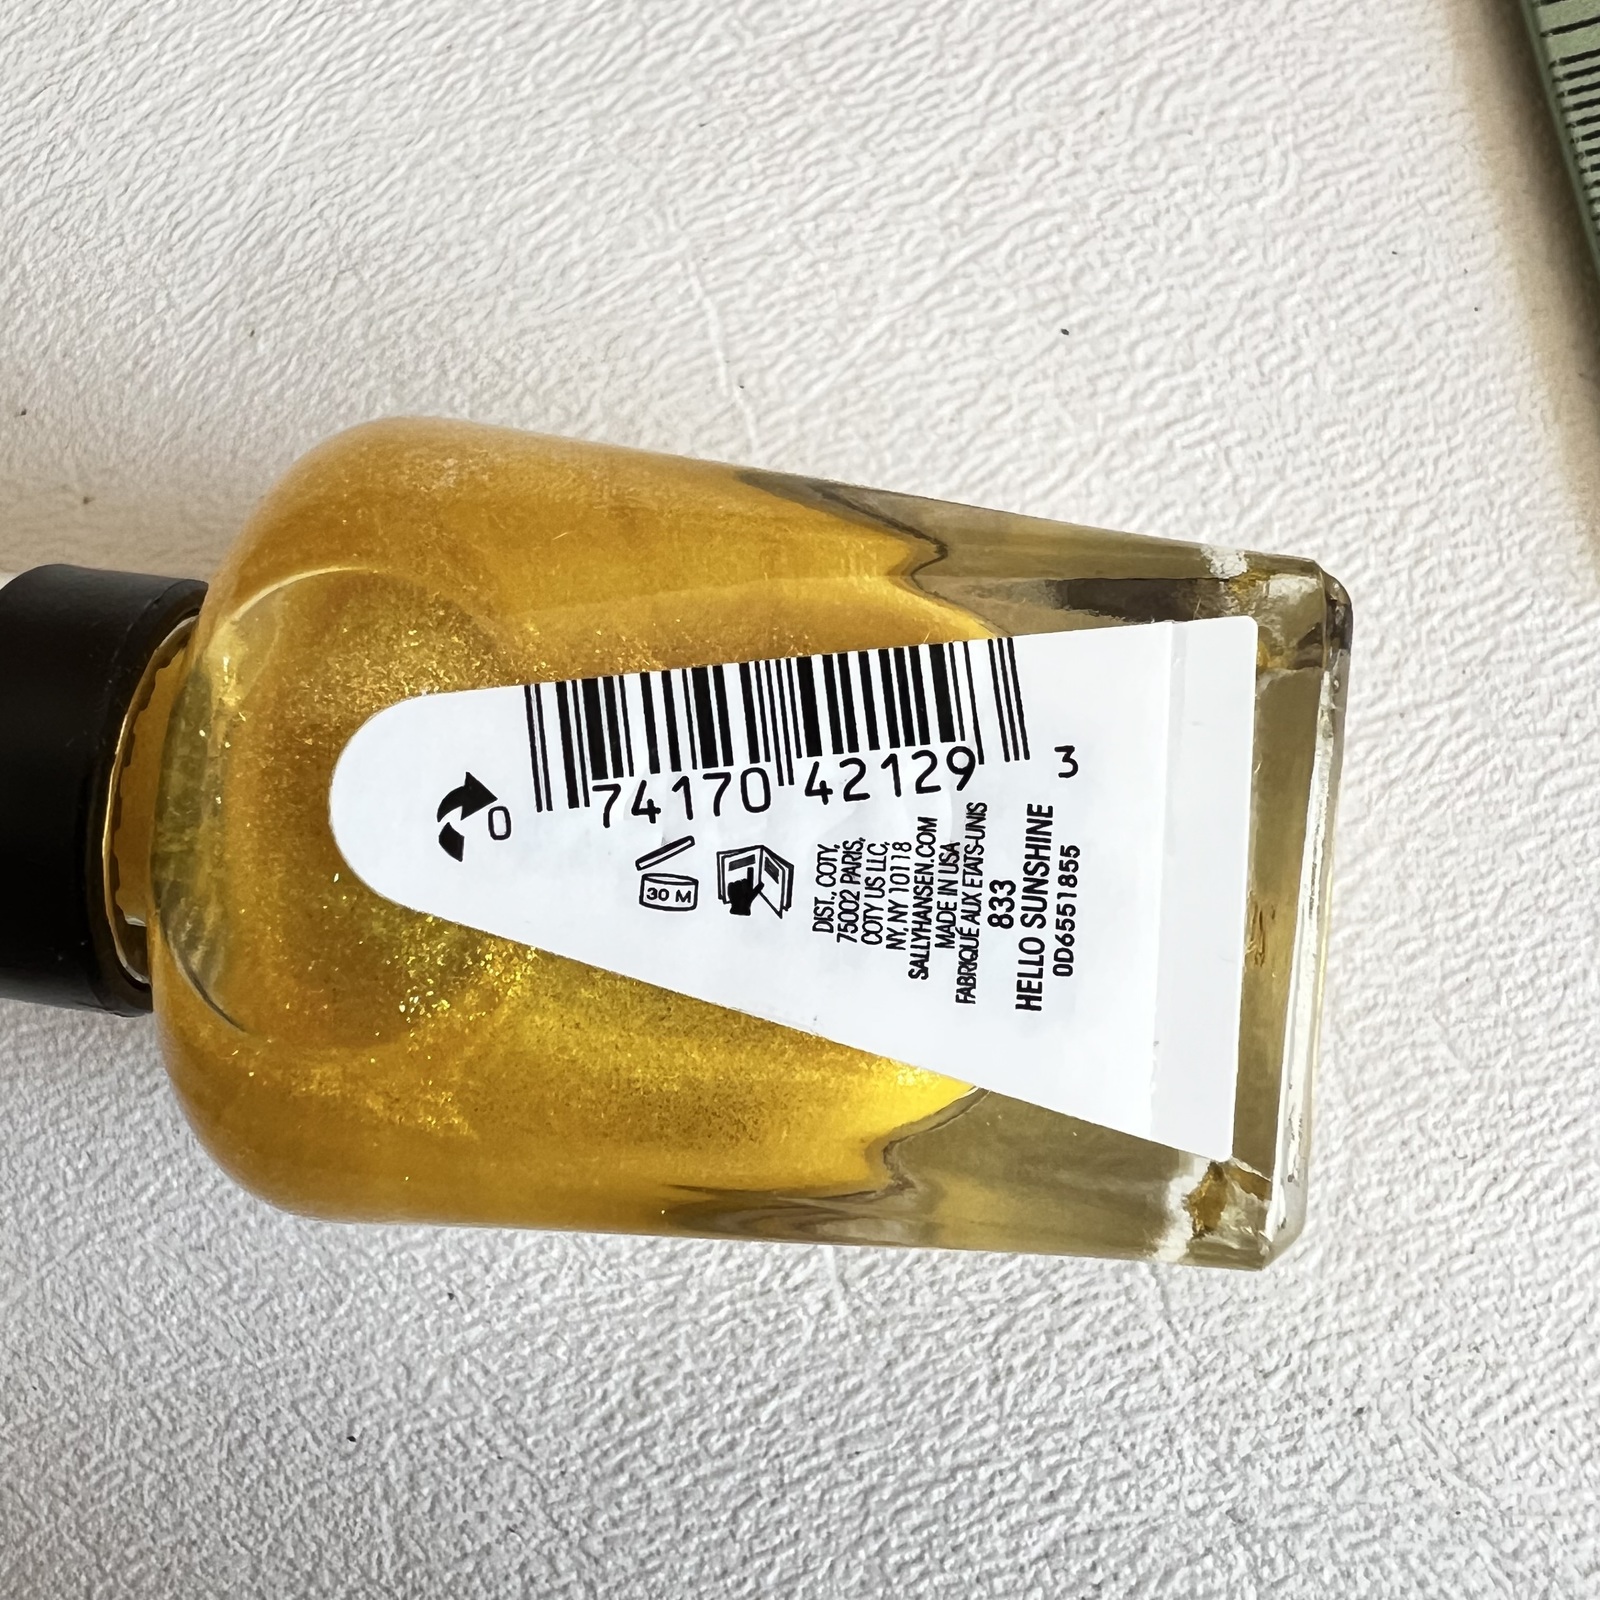 0 74170 42129 3
30 M
DIST., COTY,
75002 PARIS,
COTY US LLC,
NY, NY 10118
SALLYHANSEN.COM
MADE IN USA
FABRIQUÉ AUX ETATS-UNIS
833
HELLO SUNSHINE
0D6551855